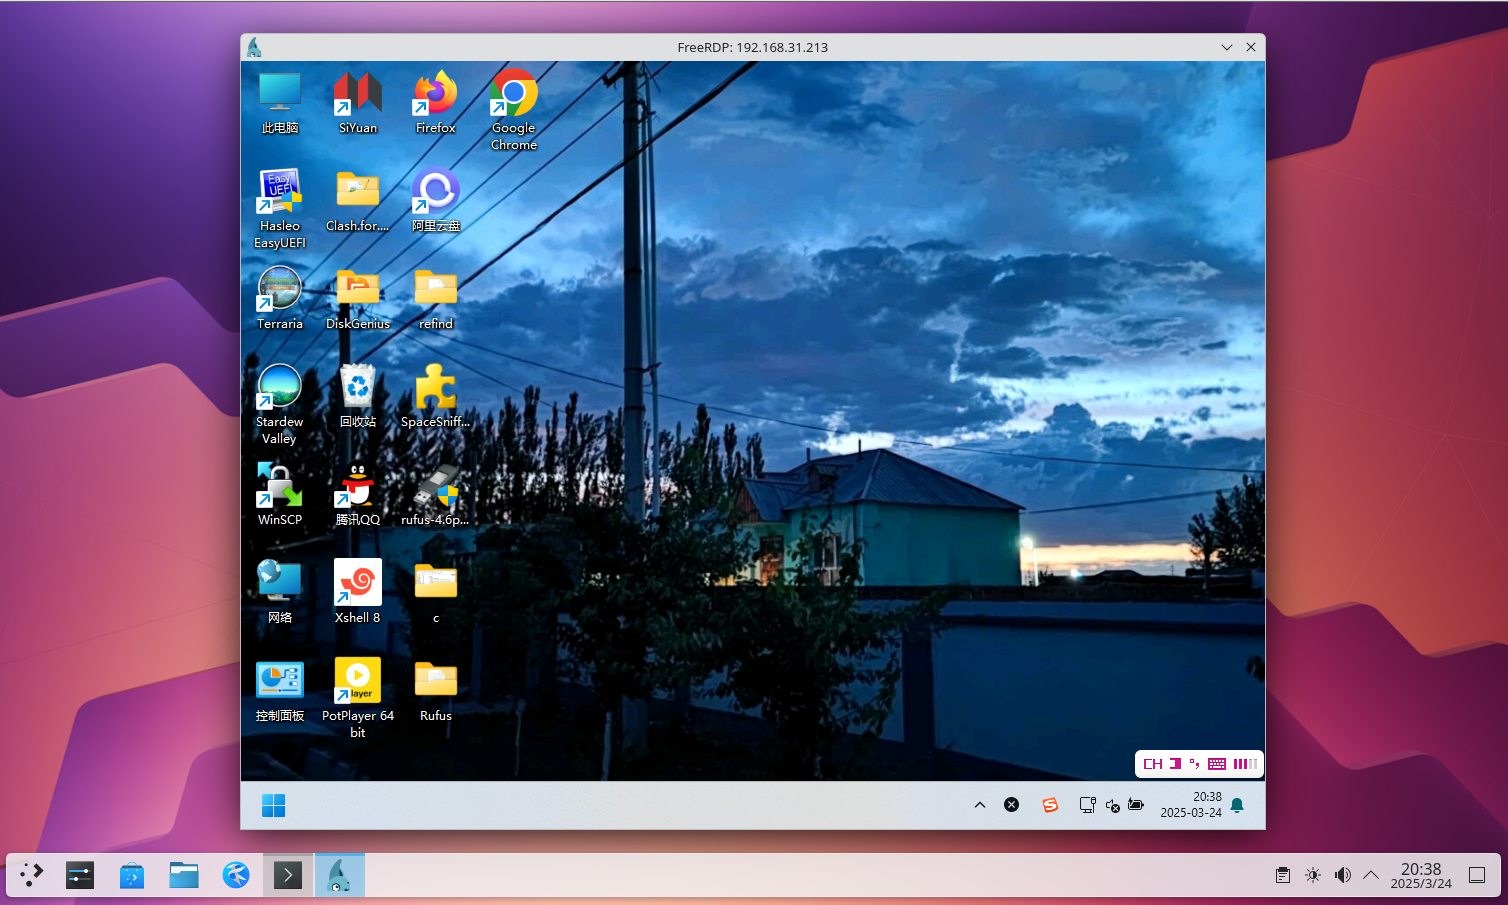 FreeRDP: 192.168.31.213
此电脑
SiYuan
Firefox
Google
Chrome
Easy
UEFI
Hasleo
EasyUEFI
Clash.for....
阿里云盘
Terraria
DiskGenius
refind
Stardew
Valley
回收站
SpaceSniff...
WinSCP
腾讯QQ
rufus-4.6p...
网络
Xshell 8
c
控制面板
layer
PotPlayer 64
bit
Rufus
CH
20:38
2025-03-24
20:38
2025/3/24